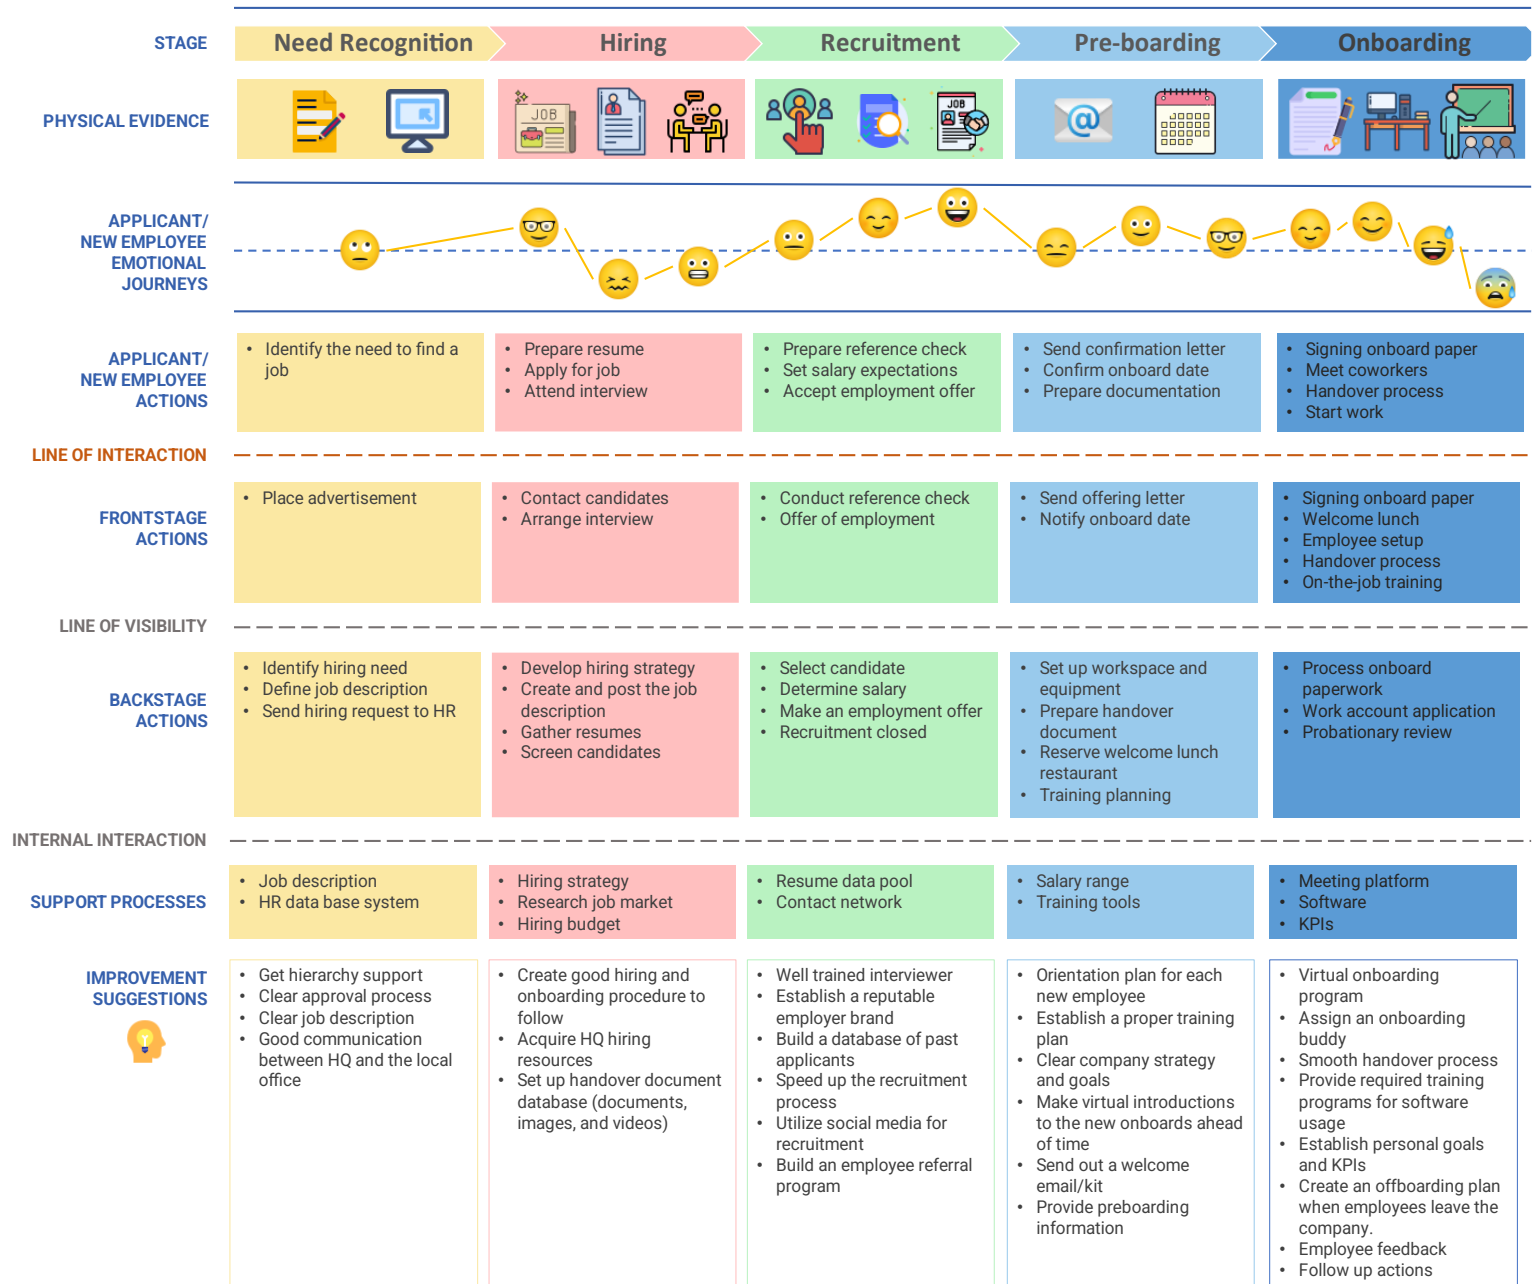 STAGE
Need Recognition
Hiring
Recruitment
Pre-boarding
Onboarding
PHYSICAL EVIDENCE
JOB
@
JOB
APPLICANT/
NEW EMPLOYEE
EMOTIONAL
JOURNEYS
APPLICANT/
NEW EMPLOYEE
ACTIONS
• Identify the need to find a
job
• Prepare resume
• Apply for job
• Attend interview
• Prepare reference check
• Set salary expectations
• Accept employment offer
• Send confirmation letter
• Confirm onboard date
• Prepare documentation
• Signing onboard paper
• Meet coworkers
• Handover process
• Start work
LINE OF INTERACTION
FRONTSTAGE
ACTIONS
• Place advertisement
• Contact candidates
• Arrange interview
• Conduct reference check
• Offer of employment
• Send offering letter
• Notify onboard date
• Signing onboard paper
• Welcome lunch
• Employee setup
• Handover process
• On-the-job training
LINE OF VISIBILITY
BACKSTAGE
ACTIONS
• Identify hiring need
• Define job description
• Send hiring request to HR
• Develop hiring strategy
• Create and post the job
description
• Gather resumes
• Screen candidates
• Select candidate
• Determine salary
• Make an employment offer
• Recruitment closed
• Set up workspace and
equipment
• Prepare handover
document
• Reserve welcome lunch
restaurant
• Training planning
• Process onboard
paperwork
• Work account application
• Probationary review
INTERNAL INTERACTION
SUPPORT PROCESSES
• Job description
• HR data base system
• Hiring strategy
• Research job market
• Hiring budget
• Resume data pool
• Contact network
• Salary range
• Training tools
• Meeting platform
• Software
• KPIs
IMPROVEMENT
SUGGESTIONS
• Get hierarchy support
• Clear approval process
• Clear job description
• Good communication
between HQ and the local
office
• Create good hiring and
onboarding procedure to
follow
• Acquire HQ hiring
resources
• Set up handover document
database (documents,
images, and videos)
• Well trained interviewer
• Establish a reputable
employer brand
• Build a database of past
applicants
• Speed up the recruitment
process
• Utilize social media for
recruitment
• Build an employee referral
program
• Orientation plan for each
new employee
• Establish a proper training
plan
• Clear company strategy
and goals
• Make virtual introductions
to the new onboards ahead
of time
• Send out a welcome
email/kit
• Provide preboarding
information
• Virtual onboarding
program
• Assign an onboarding
buddy
• Smooth handover process
• Provide required training
programs for software
usage
• Establish personal goals
and KPIs
• Create an offboarding plan
when employees leave the
company.
• Employee feedback
• Follow up actions